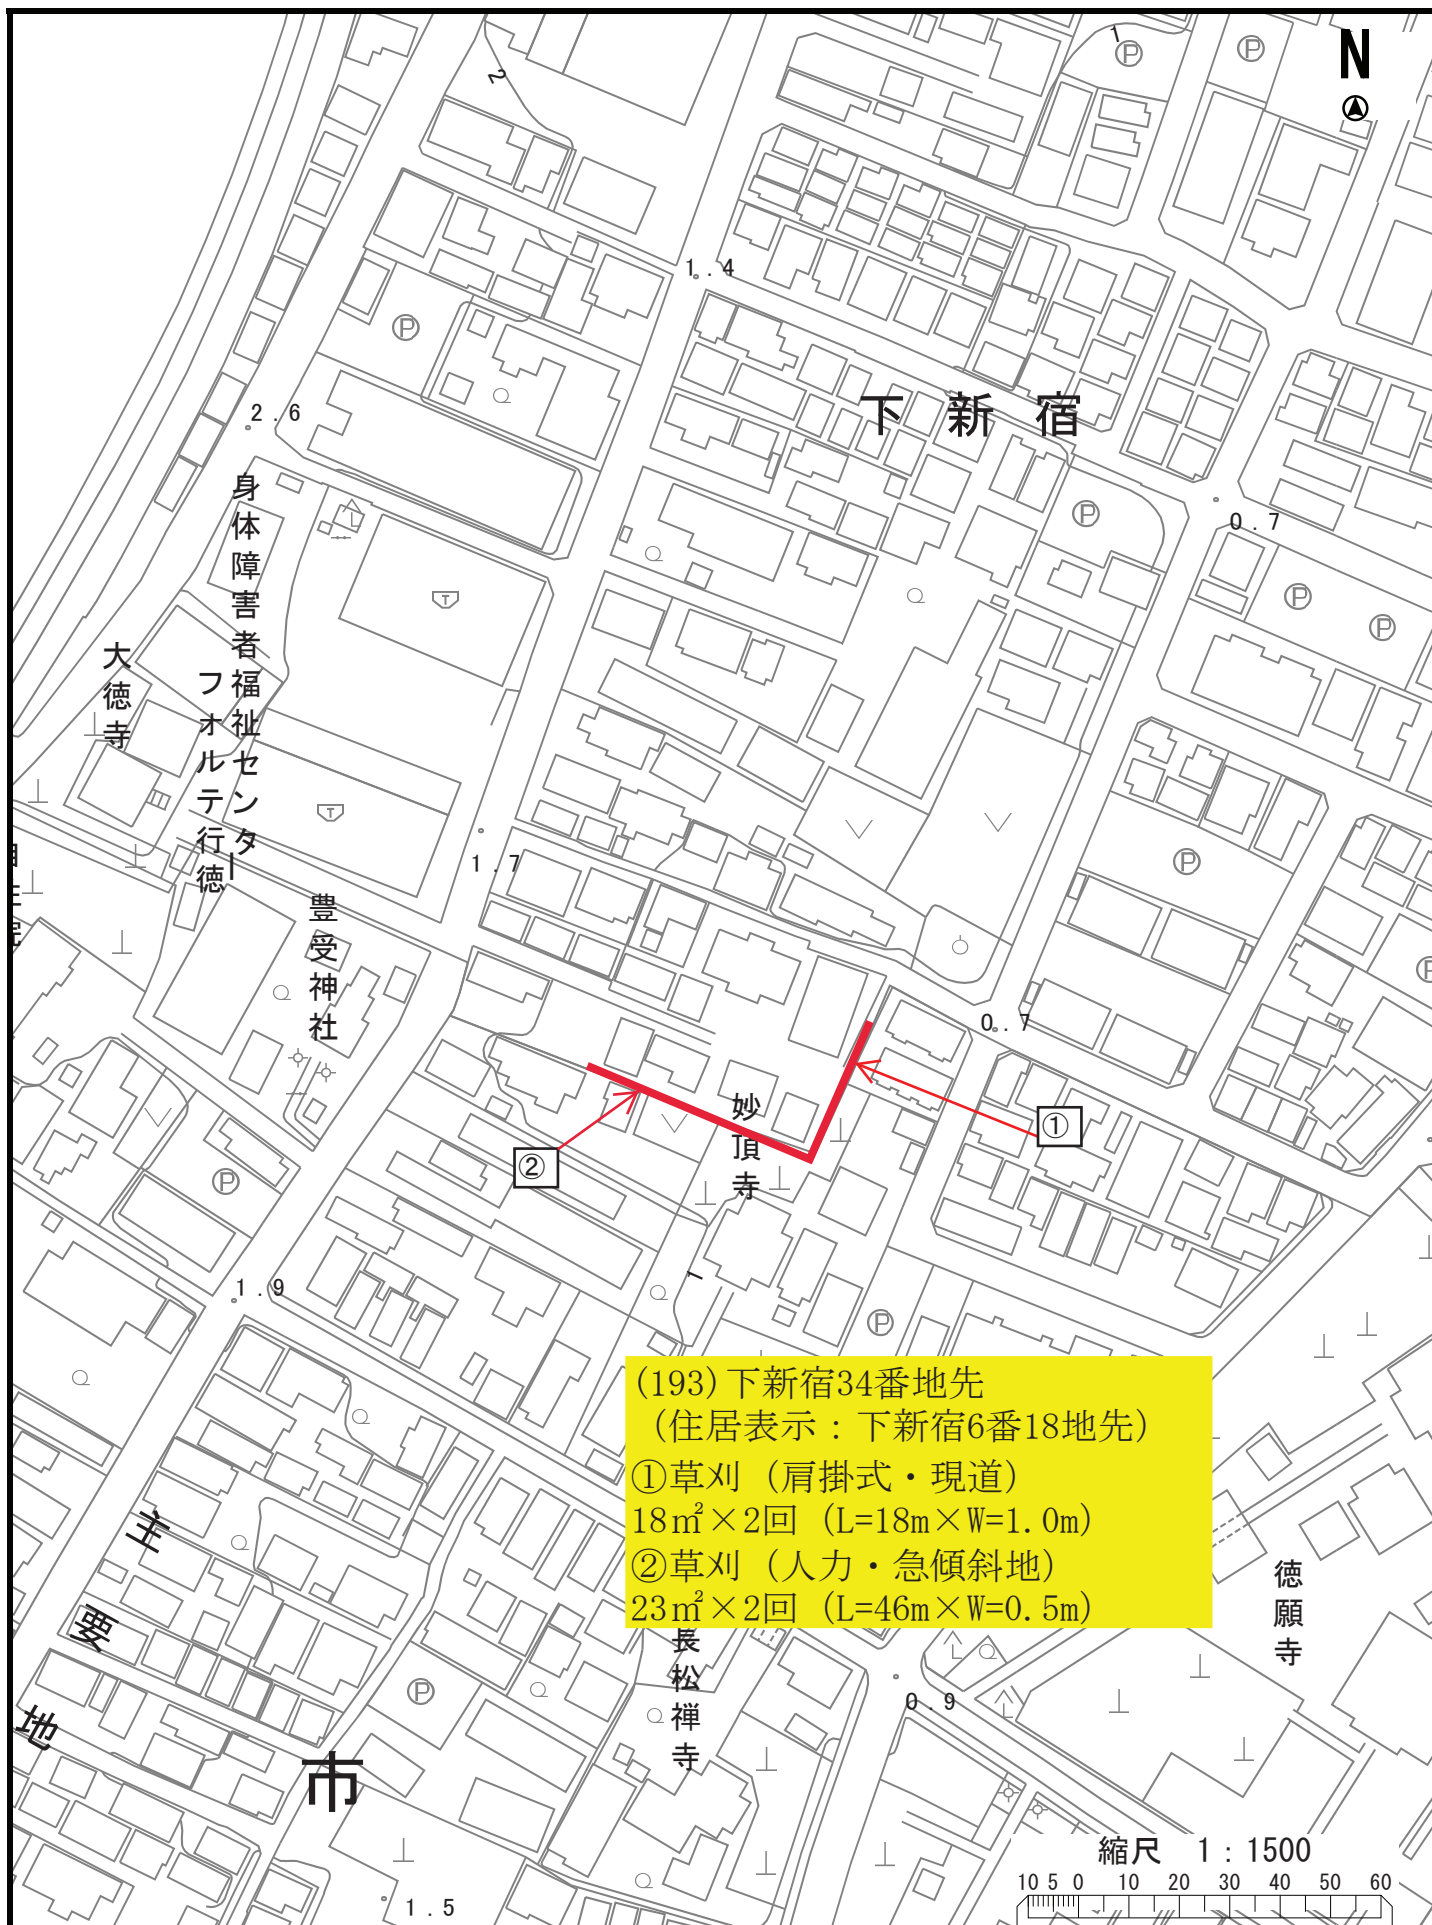 N
2
1
1.4
下新宿
2.6
身体障害者福祉センター
フォルテ行徳
0.7
大徳寺
1.7
豊受神社
0.7
①
妙頂寺
②
1.9
1
(193)下新宿34番地先
(住居表示:下新宿6番18地先)
①草刈（肩掛式・現道）
18㎡×2回（L=18m×W=1.0m）
②草刈（人力・急傾斜地）
23㎡×2回（L=46m×W=0.5m）
徳願寺
長松禅寺
主要地
市
0.9
1.5
縮尺 1:1500
10 5 0 10 20 30 40 50 60